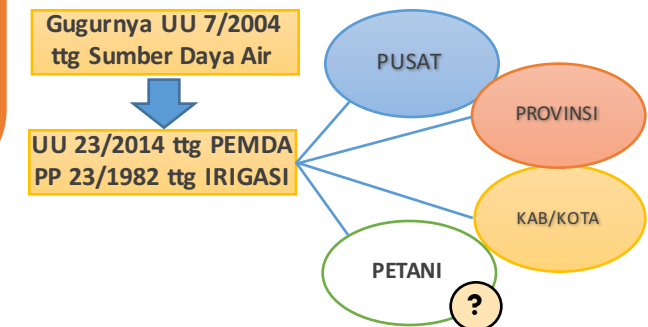 Gugurnya UU 7/2004
ttg Sumber Daya Air
UU 23/2014 ttg PEMDA
PP 23/1982 ttg IRIGASI
PUSAT
PROVINSI
KAB/KOTA
PETANI
?